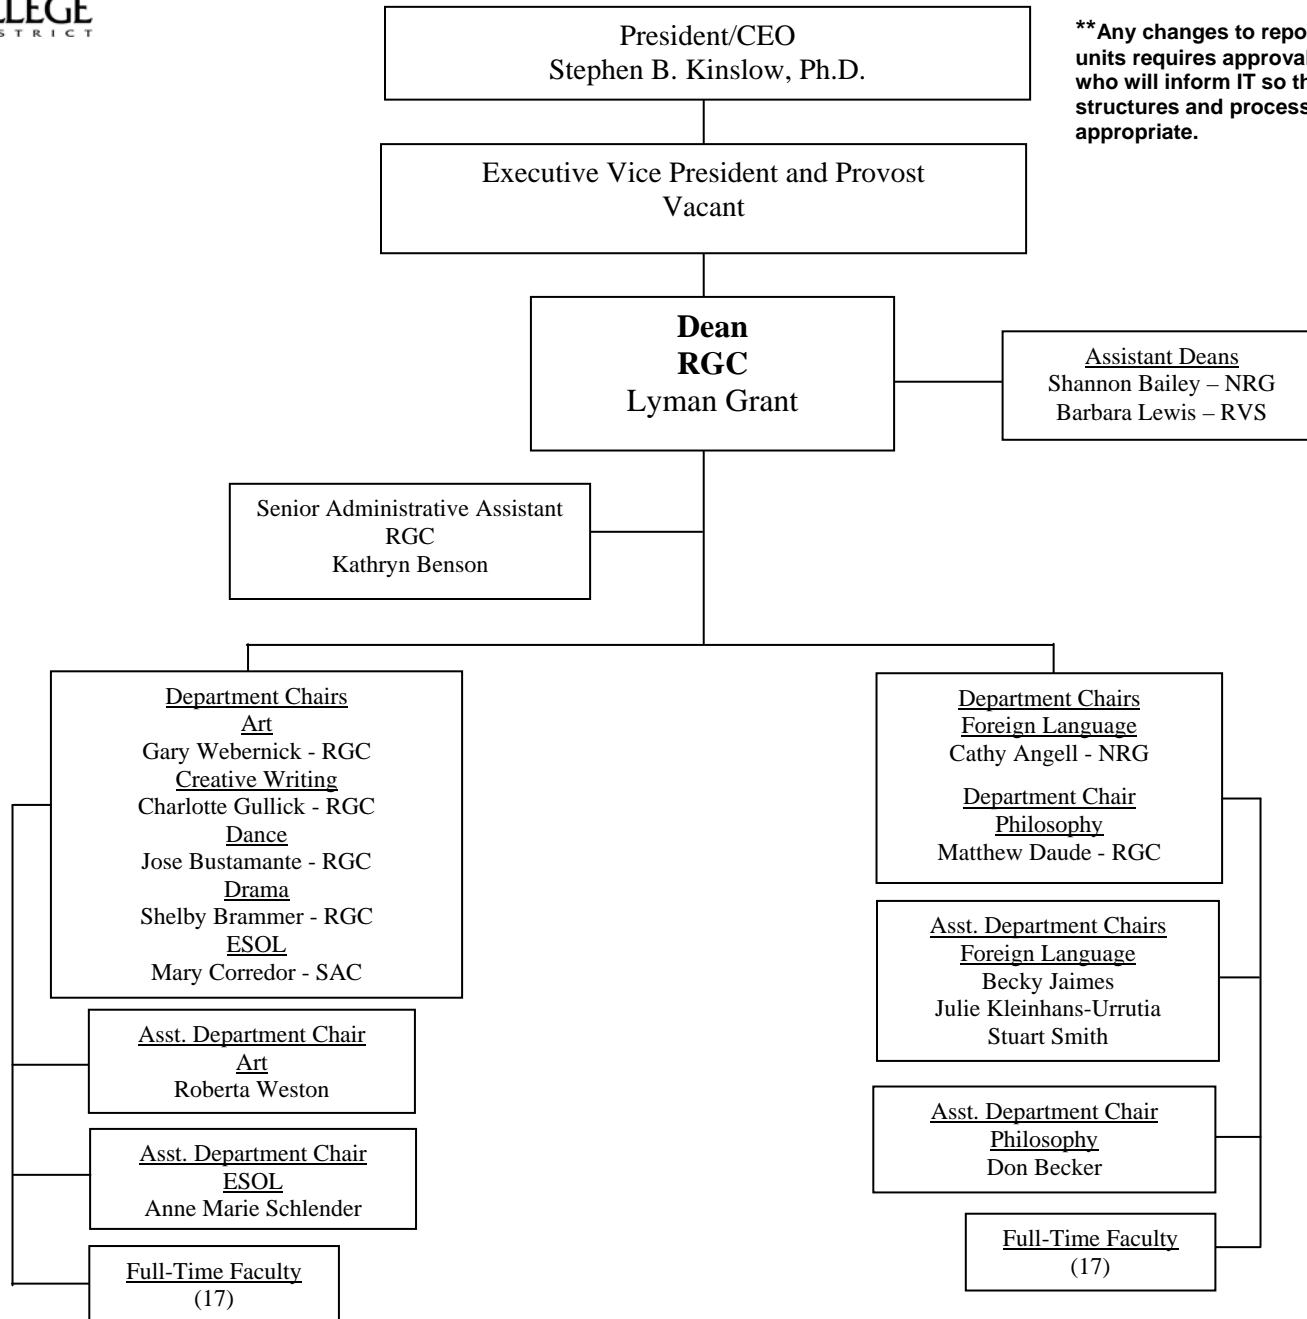 STRICT
President/CEO
Stephen B. Kinslow, Ph.D.
**Any changes to
units requires
who will inform IT so
structures and
appropriate.
Executive Vice President and Provost
Vacant
Dean
RGC
Lyman Grant
Assistant Deans
Shannon Bailey – NRG
Barbara Lewis – RVS
Senior Administrative Assistant
RGC
Kathryn Benson
Department Chairs
Art
Gary Webernick - RGC
Creative Writing
Charlotte Gullick - RGC
Dance
Jose Bustamante - RGC
Drama
Shelby Brammer - RGC
ESOL
Mary Corredor - SAC
Asst. Department Chair
Art
Roberta Weston
Asst. Department Chair
ESOL
Anne Marie Schlender
Full-Time Faculty
(17)
Department Chairs
Foreign Language
Cathy Angell - NRG
Department Chair
Philosophy
Matthew Daude - RGC
Asst. Department Chairs
Foreign Language
Becky Jaimes
Julie Kleinhans-Urrutia
Stuart Smith
Asst. Department Chair
Philosophy
Don Becker
Full-Time Faculty
(17)